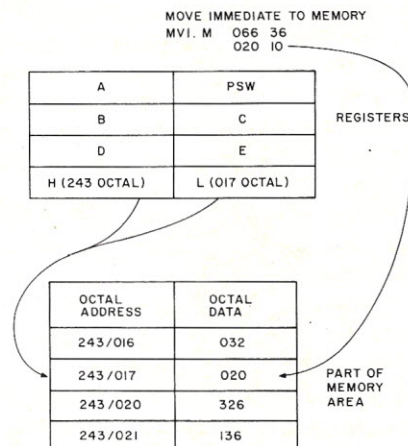 MOVE IMMEDIATE TO MEMORY
MVI. M 066 36
020 10
A PSW
B C
REGISTERS
D E
H (243 OCTAL) L (017 OCTAL)
OCTAL ADDRESS OCTAL DATA
243/016 032
243/017 020
PART OF MEMORY AREA
243/020 326
243/021 136